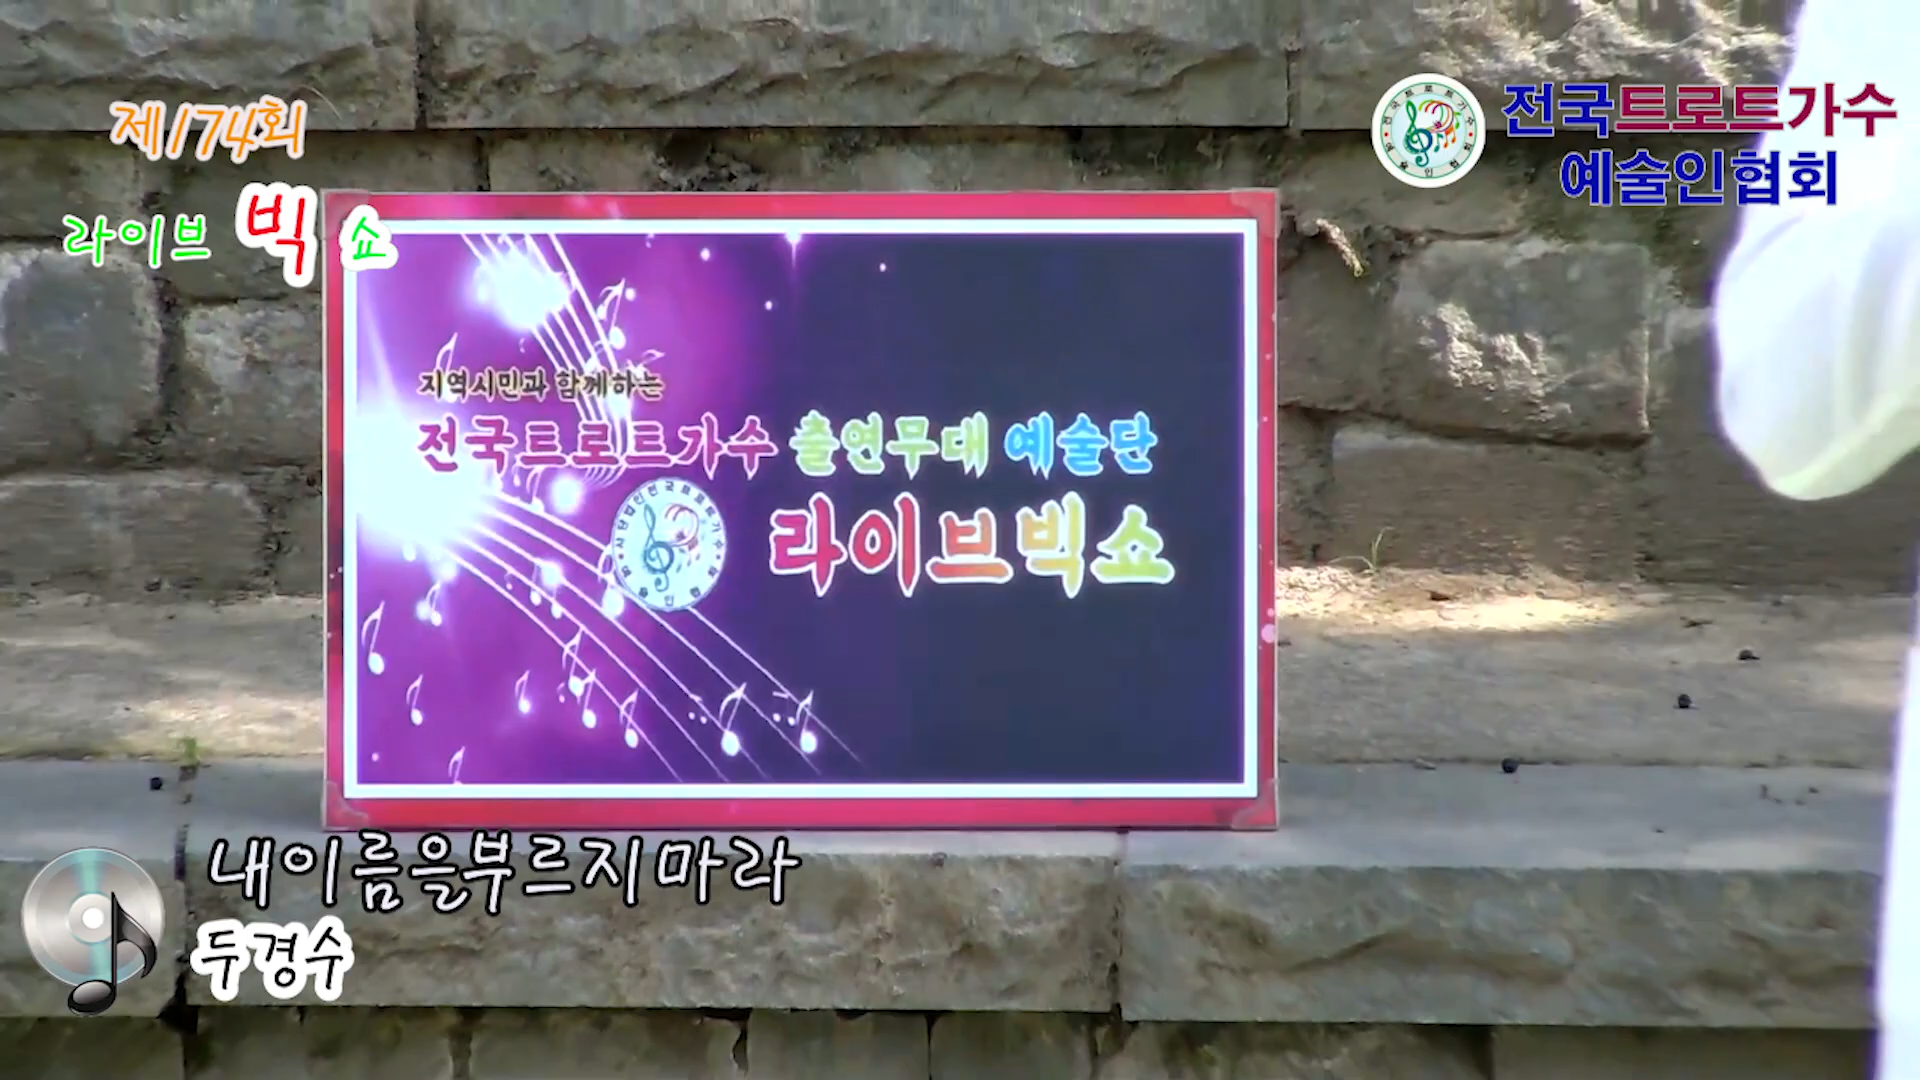 제174회
라이브 빅 쇼
전국트로트가수
예술인협회
지역시민과 함께하는
전국트로트가수 출연무대 예술단
라이브빅쇼
내이름을부르지마라
두경수